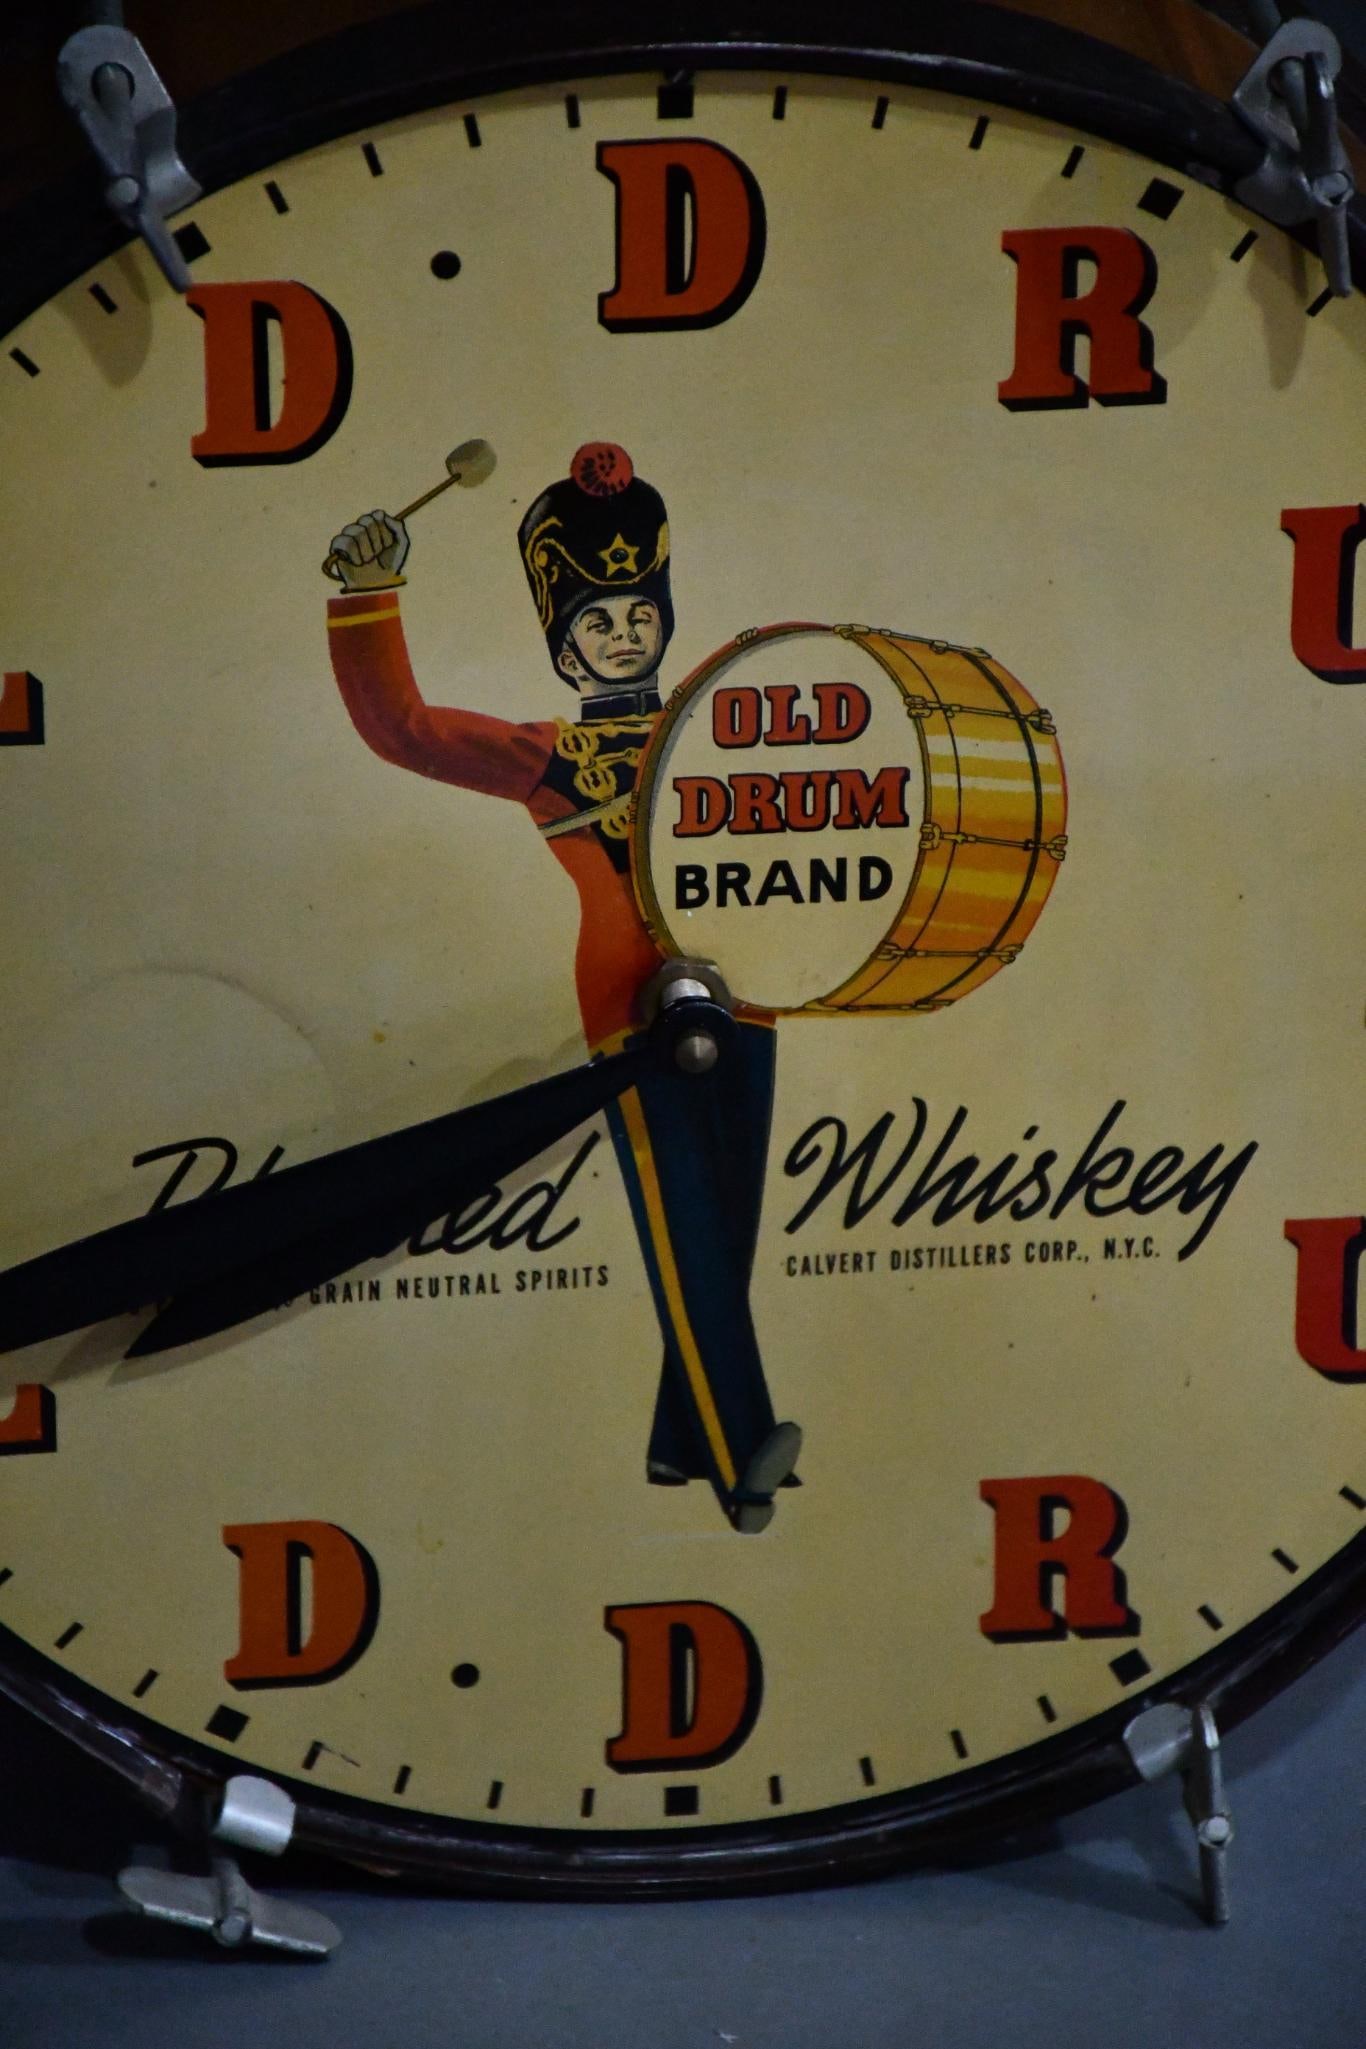 D
D
R
U
OLD
DRUM
BRAND
Whiskey
GRAIN NEUTRAL SPIRITS
CALVERT DISTILLERS CORP., N.Y.C.
U
D
R
D